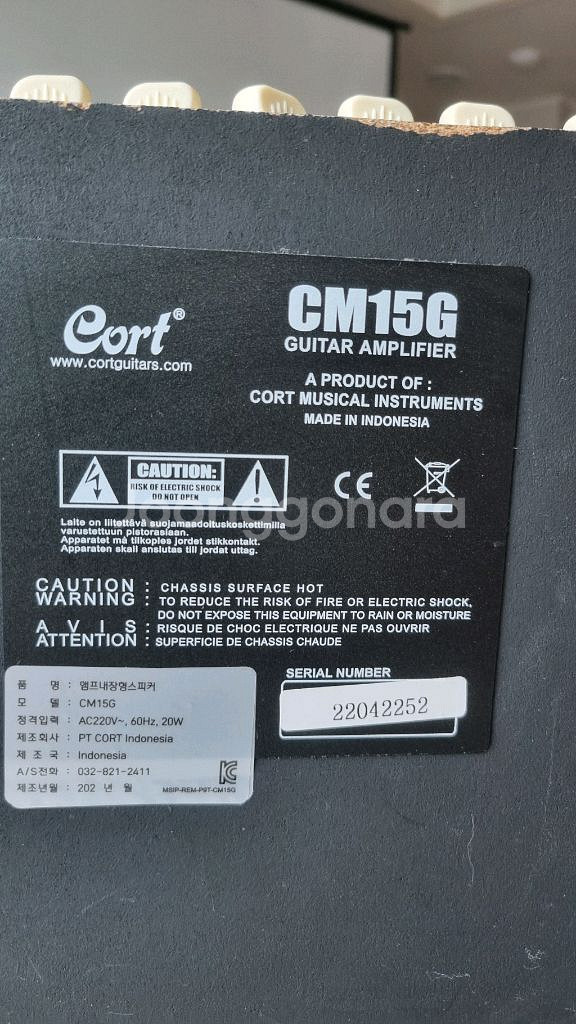 Cort®
www.cortguitars.com
CM15G
GUITAR AMPLIFIER
A PRODUCT OF :
CORT MUSICAL INSTRUMENTS
MADE IN INDONESIA
CAUTION:
RISK OF ELECTRIC SHOCK
DO NOT OPEN
CE
Joonggonara
Laite on liitettävä suojamaadoituskoskettimilla
varustettuun pistorasiaan.
Apparatet må tilkoples jordet stikkontakt.
Apparaten skall anslutas till jordat uttag.
CAUTION : CHASSIS SURFACE HOT
WARNING : TO REDUCE THE RISK OF FIRE OR ELECTRIC SHOCK,
DO NOT EXPOSE THIS EQUIPMENT TO RAIN OR MOISTURE
AVIS : RISQUE DE CHOC ELECTRIQUE NE PAS OUVRIR
ATTENTION : SUPERFICIE DE CHASSIS CHAUDE
품 명 : 앰프내장형스피커
모 델 : CM15G
정격입력 : AC220V~, 60Hz, 20W
제조회사 : PT CORT Indonesia
제 조 국 : Indonesia
A/S전화 : 032-821-2411
제조년월 : 202 년 월
MSIP-REM-P9T-CM15G
SERIAL NUMBER
22042252